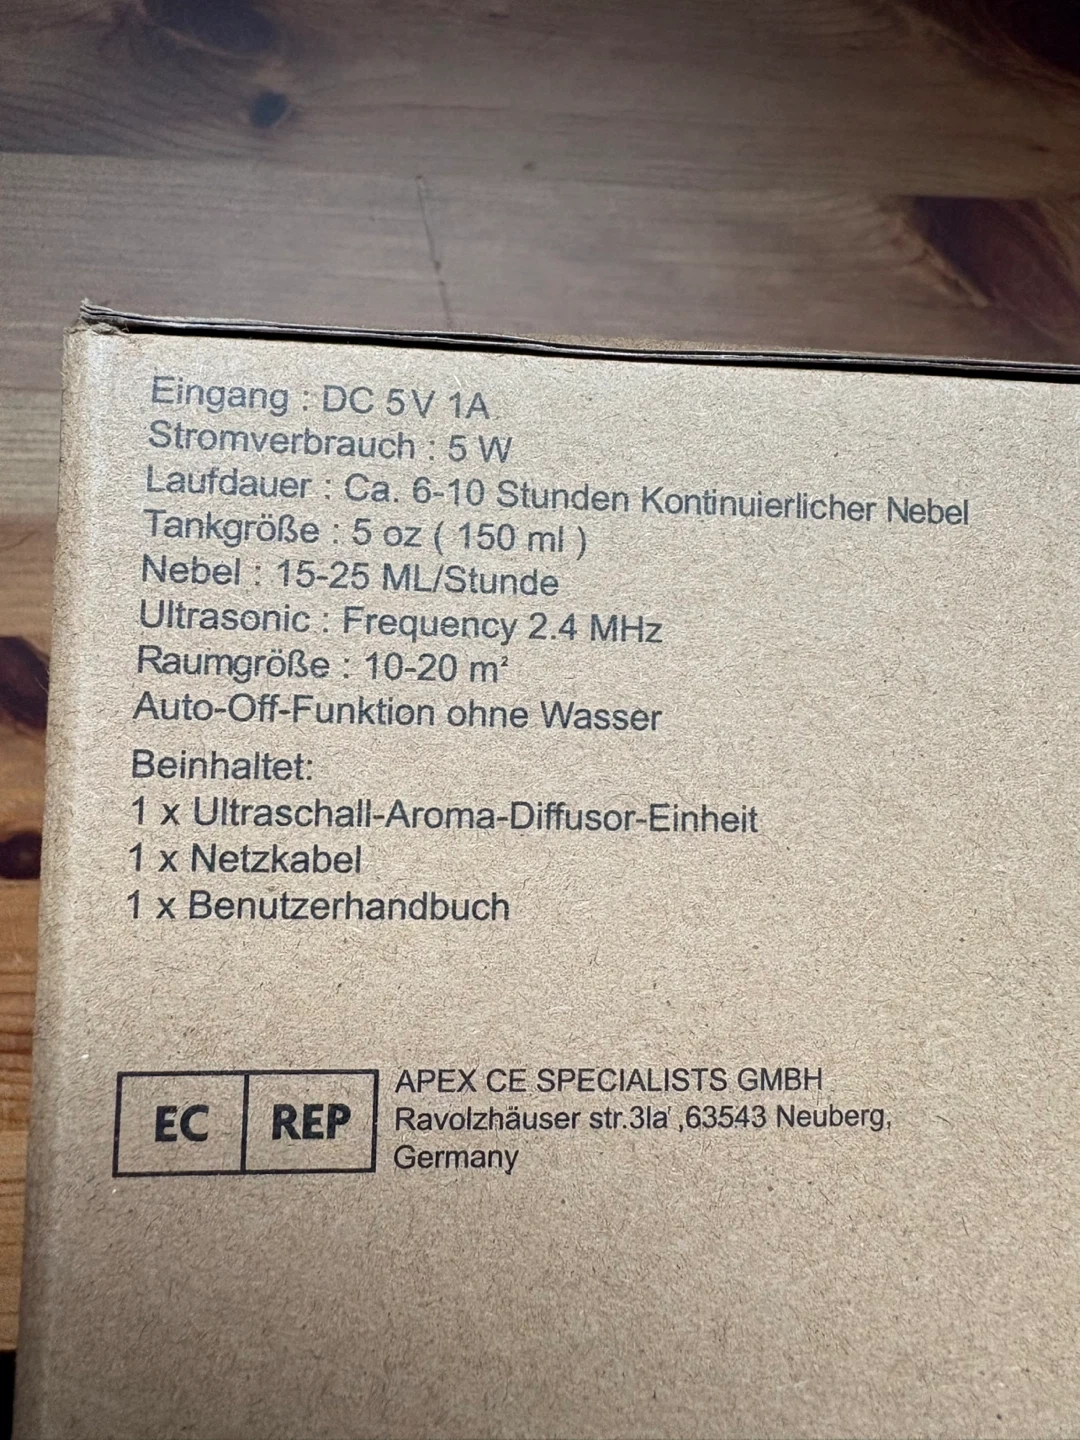 Eingang : DC 5V 1A
Stromverbrauch : 5 W
Laufdauer : Ca. 6-10 Stunden Kontinuierlicher Nebel
Tankgröße : 5 oz ( 150 ml )
Nebel : 15-25 ML/Stunde
Ultrasonic : Frequency 2.4 MHz
Raumgröße : 10-20 m²
Auto-Off-Funktion ohne Wasser
Beinhaltet:
1 x Ultraschall-Aroma-Diffusor-Einheit
1 x Netzkabel
1 x Benutzerhandbuch
EC REP
APEX CE SPECIALISTS GMBH
Ravolzhäuser str.3la' ,63543 Neuberg,
Germany